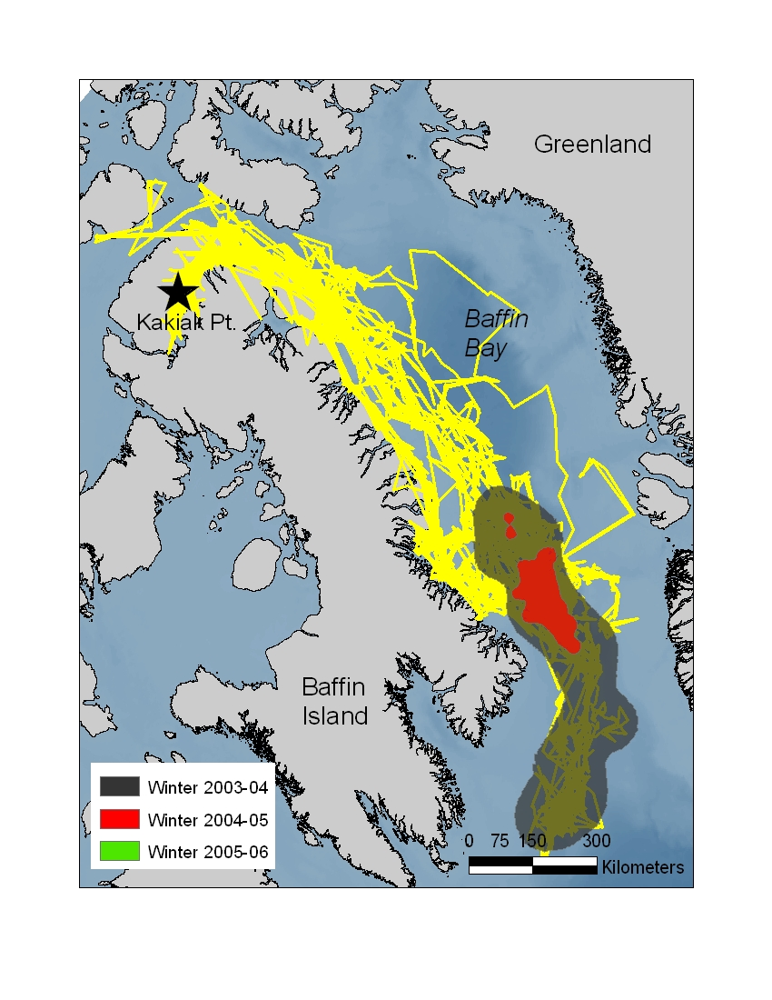 Greenland
Kakiak Pt.
Baffin
Bay
Baffin
Island
Winter 2003-04
Winter 2004-05
Winter 2005-06
0 75 150 300
Kilometers